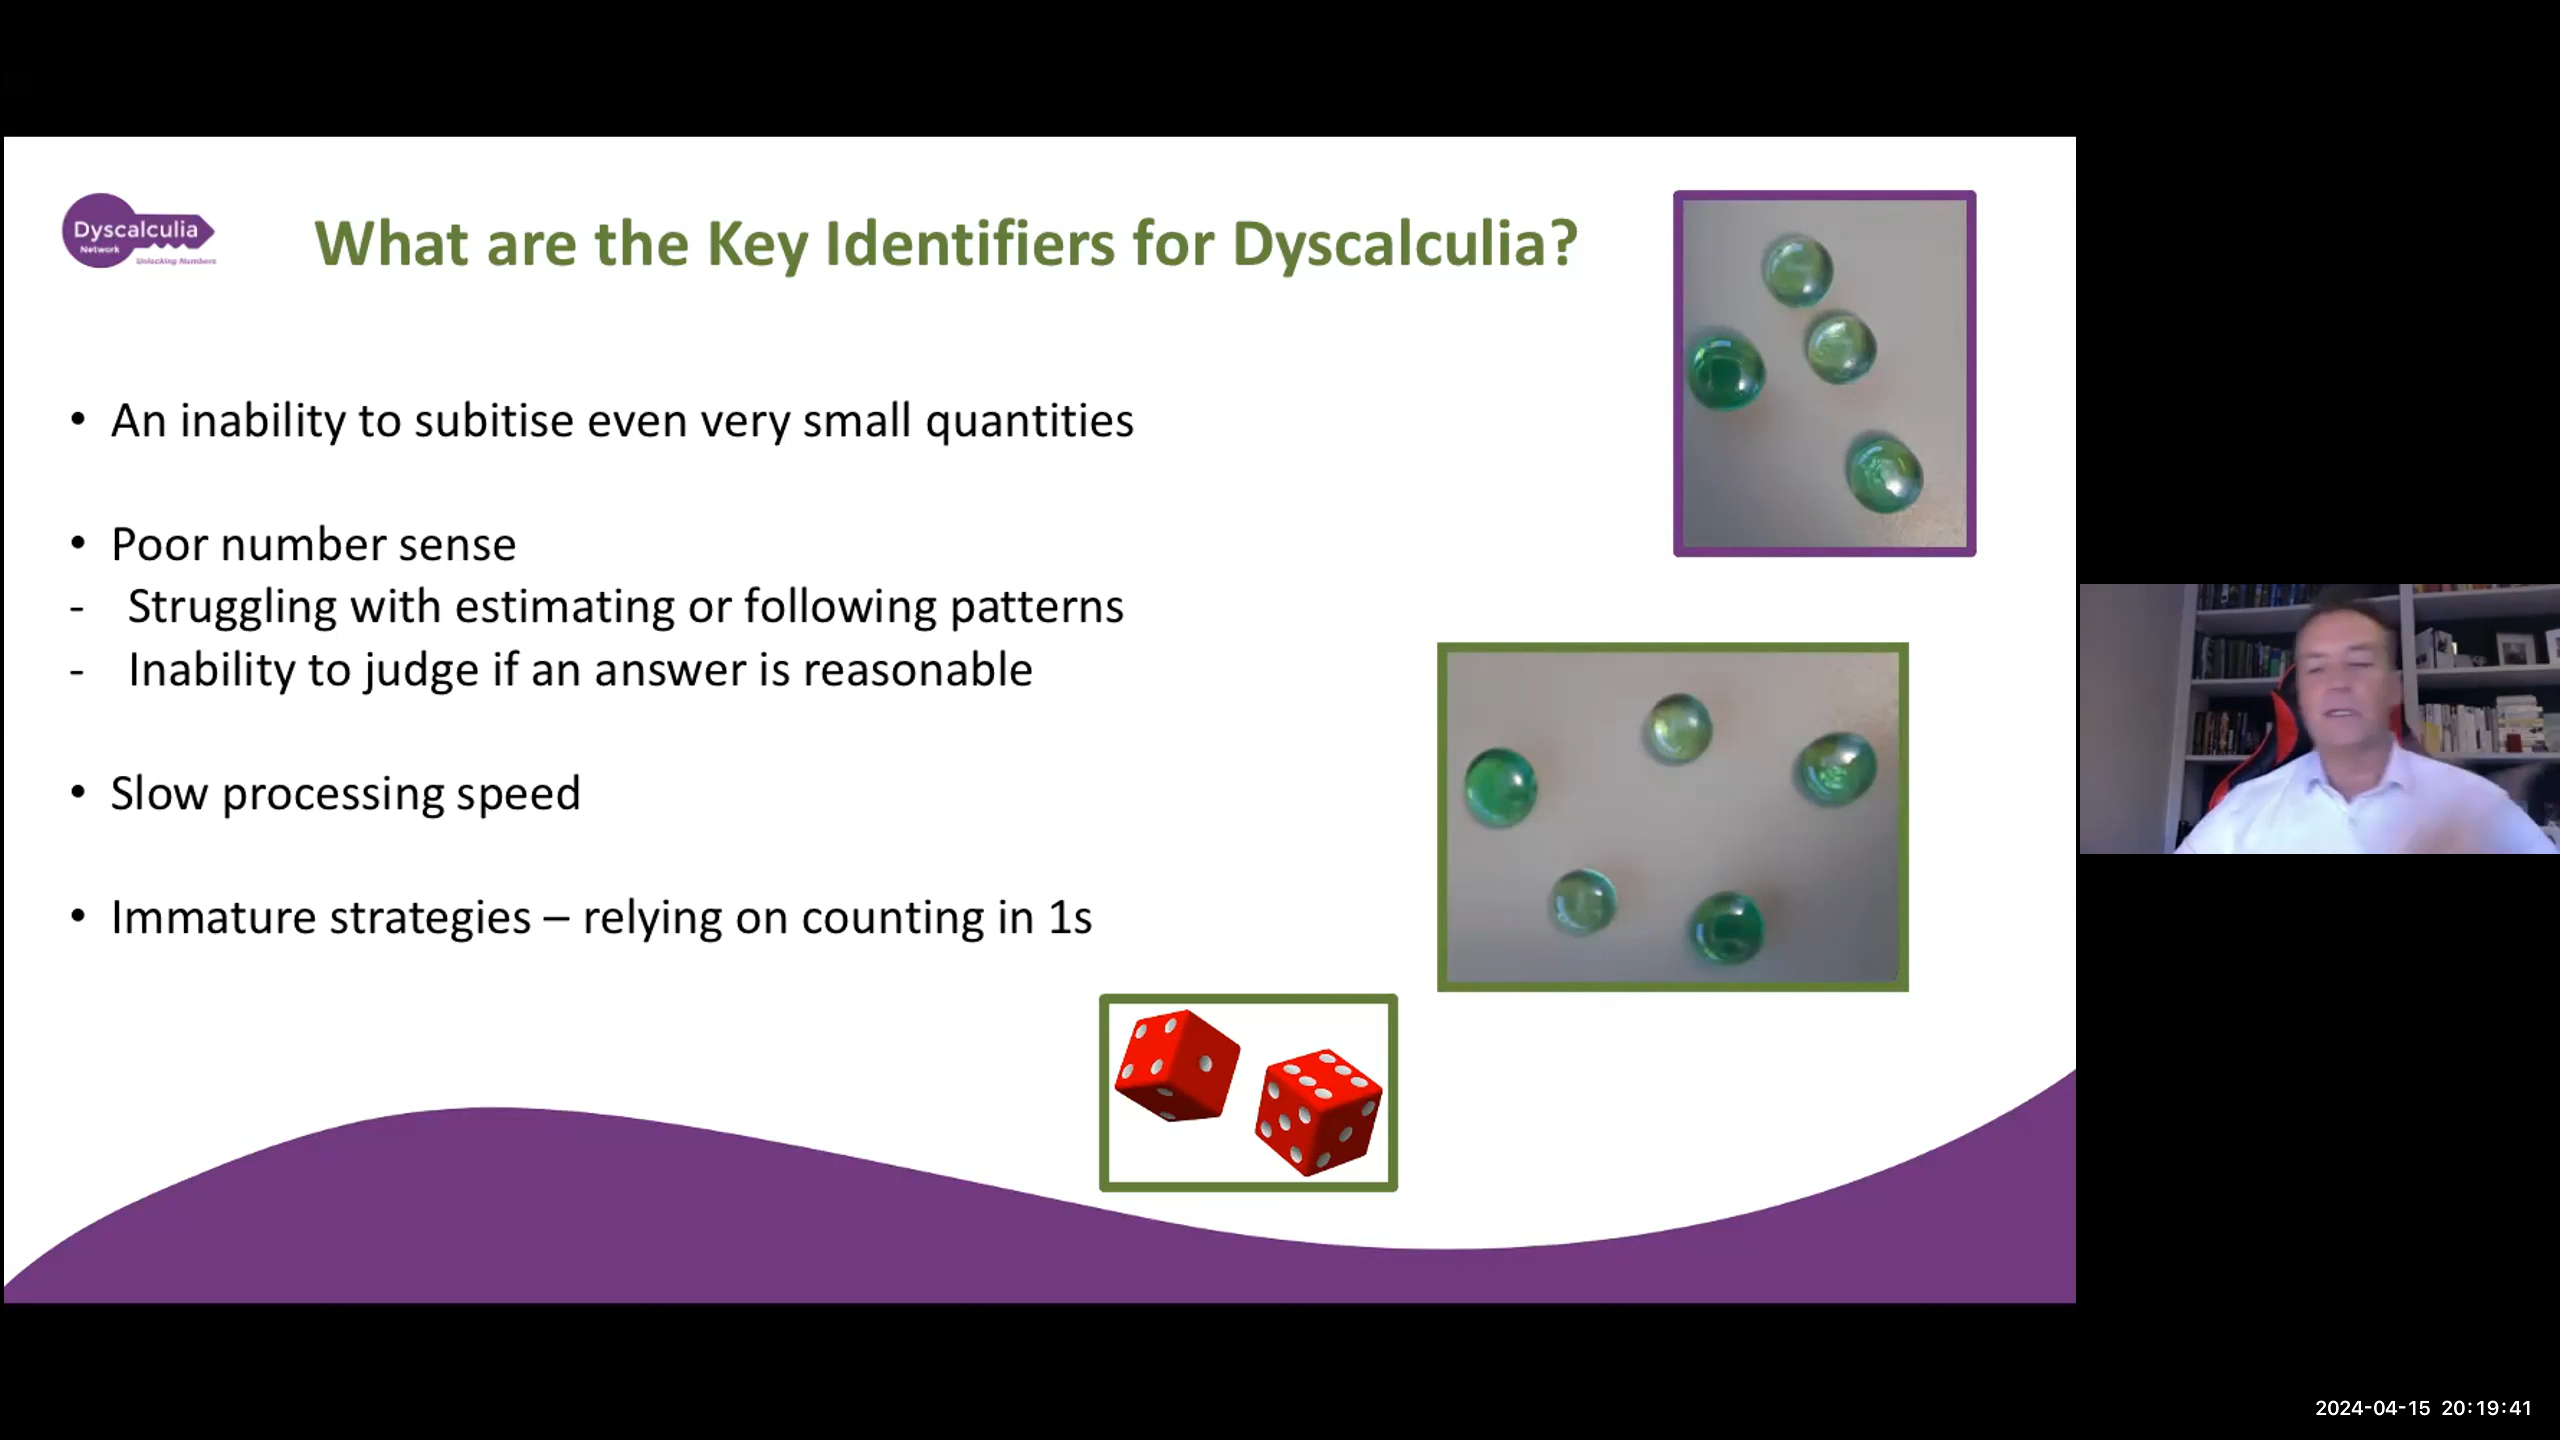 Dyscalculia
Network
Unlocking Numbers
What are the Key Identifiers for Dyscalculia?
• An inability to subitise even very small quantities
• Poor number sense
- Struggling with estimating or following patterns
- Inability to judge if an answer is reasonable
• Slow processing speed
• Immature strategies – relying on counting in 1s
2024-04-15 20:19:41